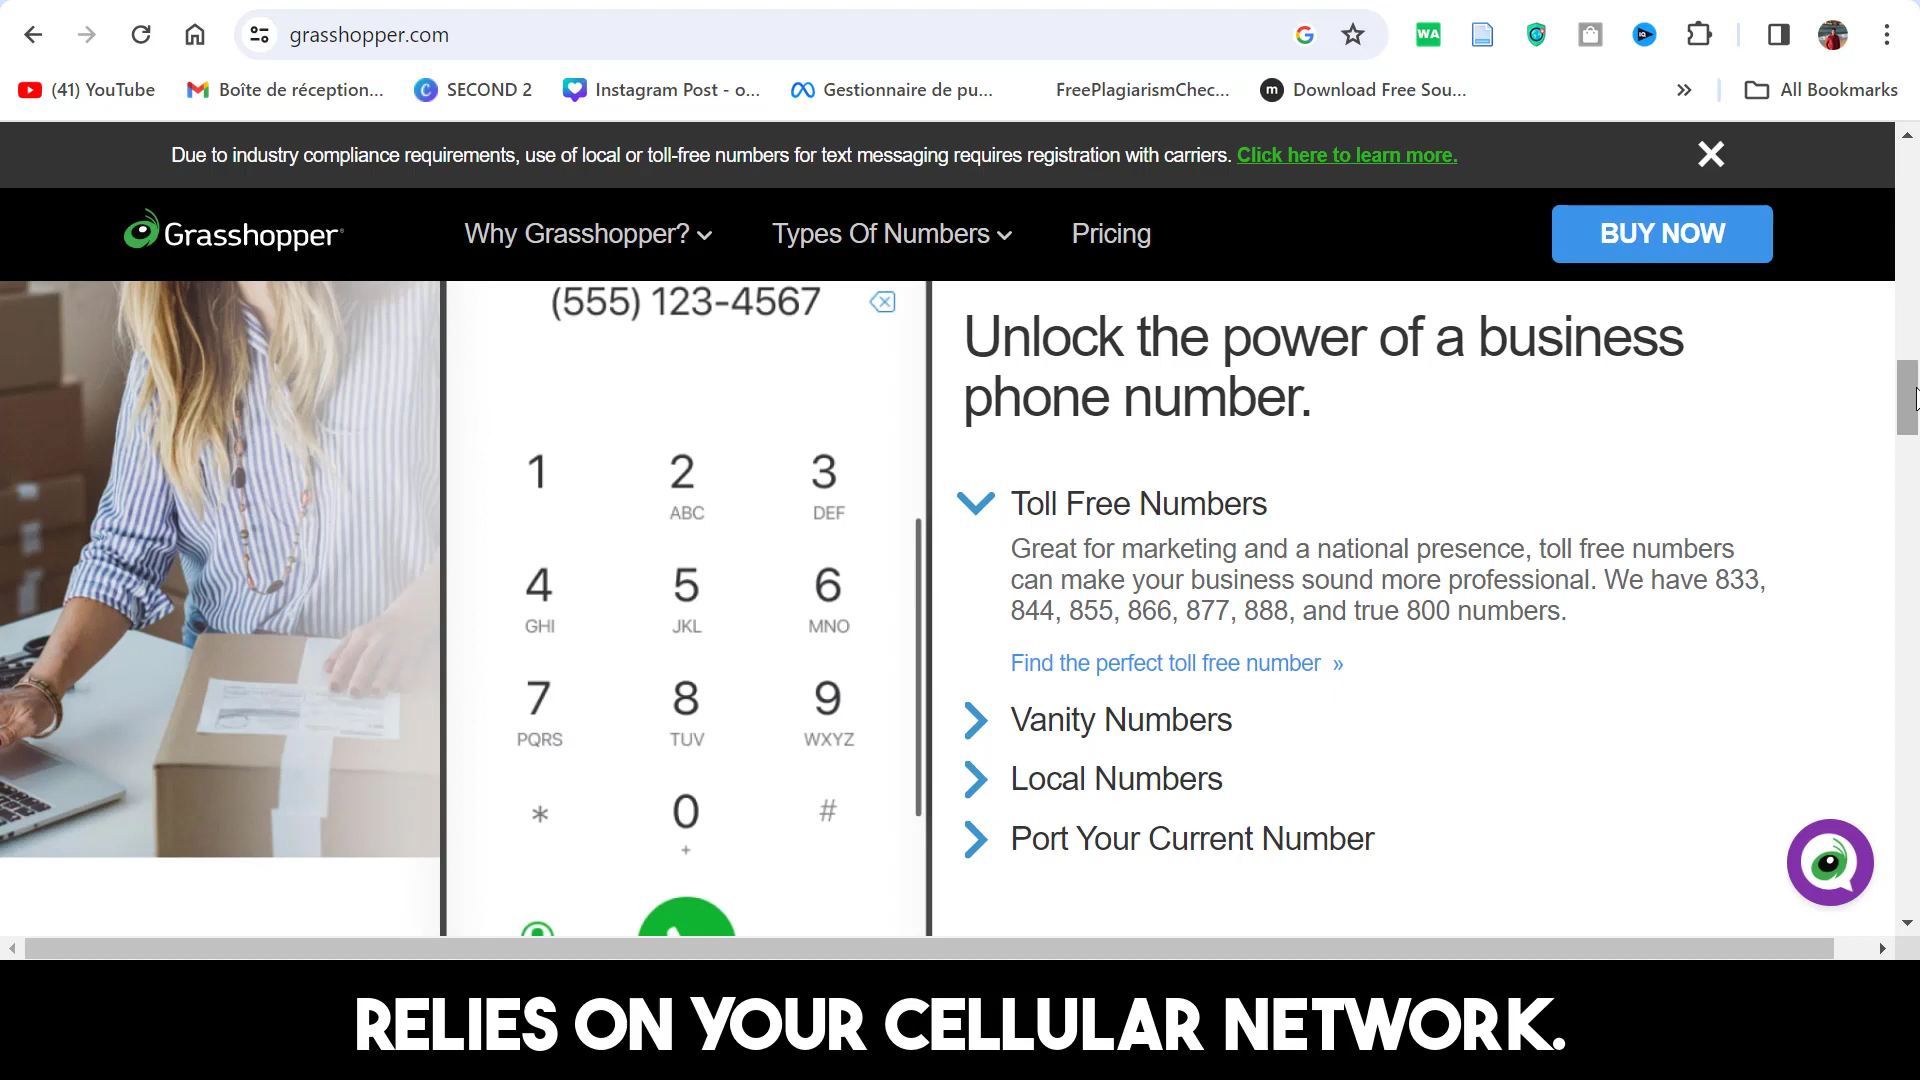 grasshopper.com
WA
IQ
(41) YouTube
Boîte de réception...
C
SECOND 2
Instagram Post - o...
Gestionnaire de pu...
FreePlagiarismChec...
m
Download Free Sou...
All Bookmarks
Due to industry compliance requirements, use of local or toll-free numbers for text messaging requires registration with carriers. Click here to learn more.
Grasshopper
Why Grasshopper?
Types Of Numbers
Pricing
BUY NOW
(555) 123-4567
1
2
3
ABC
DEF
4
5
6
GHI
JKL
MNO
7
8
9
PQRS
TUV
WXYZ
*
0
#
+
Unlock the power of a business
phone number.
Toll Free Numbers
Great for marketing and a national presence, toll free numbers
can make your business sound more professional. We have 833,
844, 855, 866, 877, 888, and true 800 numbers.
Find the perfect toll free number »
Vanity Numbers
Local Numbers
Port Your Current Number
RELIES ON YOUR CELLULAR NETWORK.